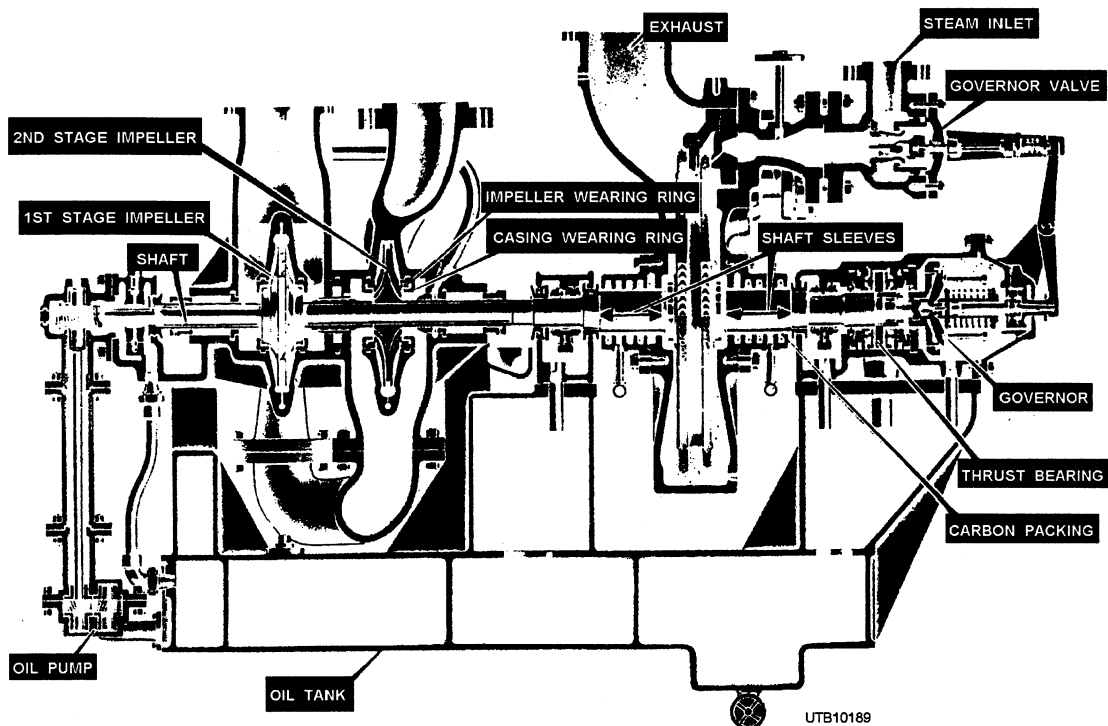 EXHAUST
STEAM INLET
GOVERNOR VALVE
2ND STAGE IMPELLER
IMPELLER WEARING RING
1ST STAGE IMPELLER
CASING WEARING RING
SHAFT SLEEVES
SHAFT
GOVERNOR
THRUST BEARING
CARBON PACKING
OIL PUMP
OIL TANK
UTB10189